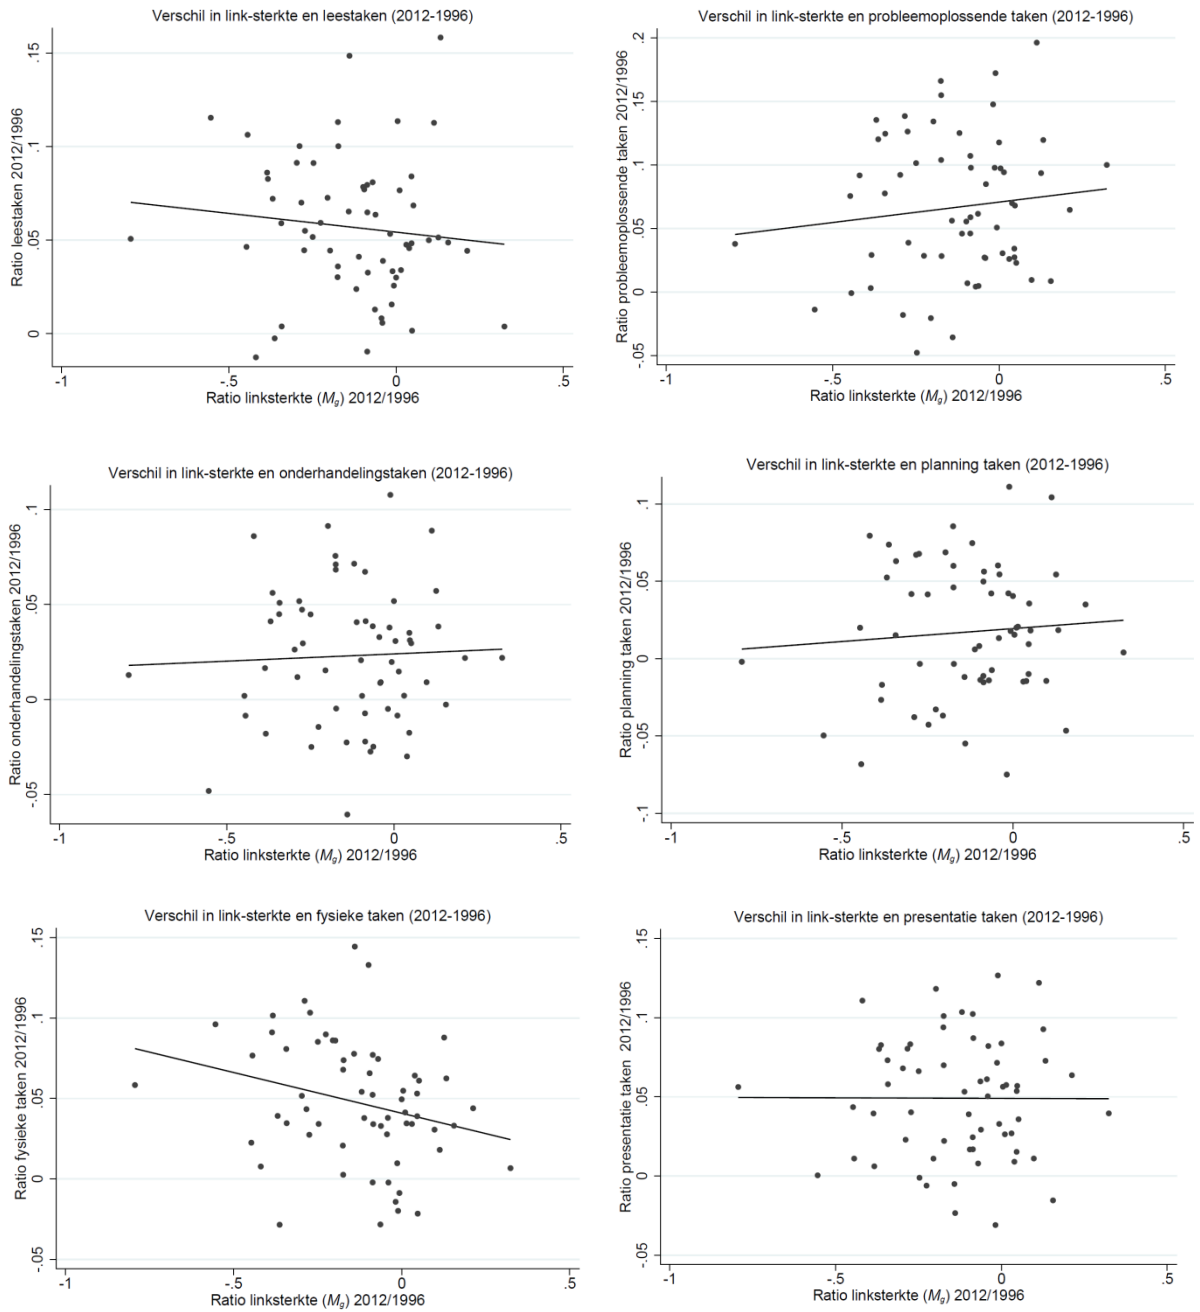 Verschil in link-sterkte en leestaken (2012-1996)
Ratio leestaken 2012/1996
.15
.1
.05
0
-1
-.5
0
.5
Ratio linksterkte (Mg) 2012/1996
Verschil in link-sterkte en probleemoplossende taken (2012-1996)
Ratio probleemoplossende taken 2012/1996
.2
.15
.1
.05
0
-.05
-1
-.5
0
.5
Ratio linksterkte (Mg) 2012/1996
Verschil in link-sterkte en onderhandelingstaken (2012-1996)
Ratio onderhandelingstaken 2012/1996
.1
.05
0
-.05
-1
-.5
0
.5
Ratio linksterkte (Mg) 2012/1996
Verschil in link-sterkte en planning taken (2012-1996)
Ratio planning taken 2012/1996
.1
.05
0
-.05
-.1
-1
-.5
0
.5
Ratio linksterkte (Mg) 2012/1996
Verschil in link-sterkte en fysieke taken (2012-1996)
Ratio fysieke taken 2012/1996
.15
.1
.05
0
-.05
-1
-.5
0
.5
Ratio linksterkte (Mg) 2012/1996
Verschil in link-sterkte en presentatie taken (2012-1996)
Ratio presentatie taken 2012/1996
.15
.1
.05
0
-.05
-1
-.5
0
.5
Ratio linksterkte (Mg) 2012/1996